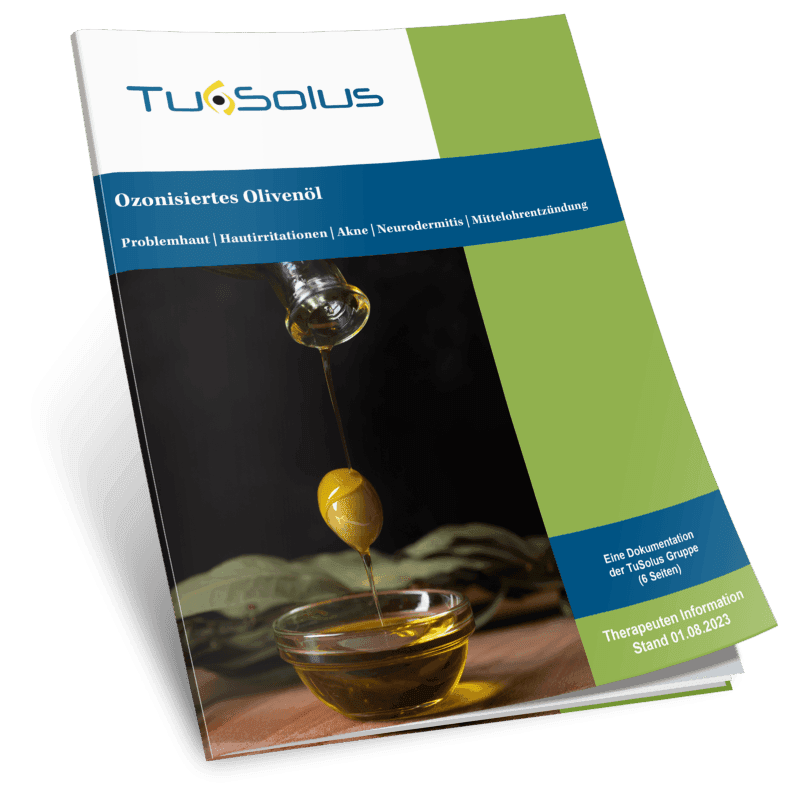 TuSolus
Ozonisiertes Olivenöl
Problemhaut | Hautirritationen | Akne | Neurodermitis | Mittelohrentzündung
Eine Dokumentation
der TuSolus Gruppe
(6 Seiten)
Therapeuten Information
Stand 01.08.2023